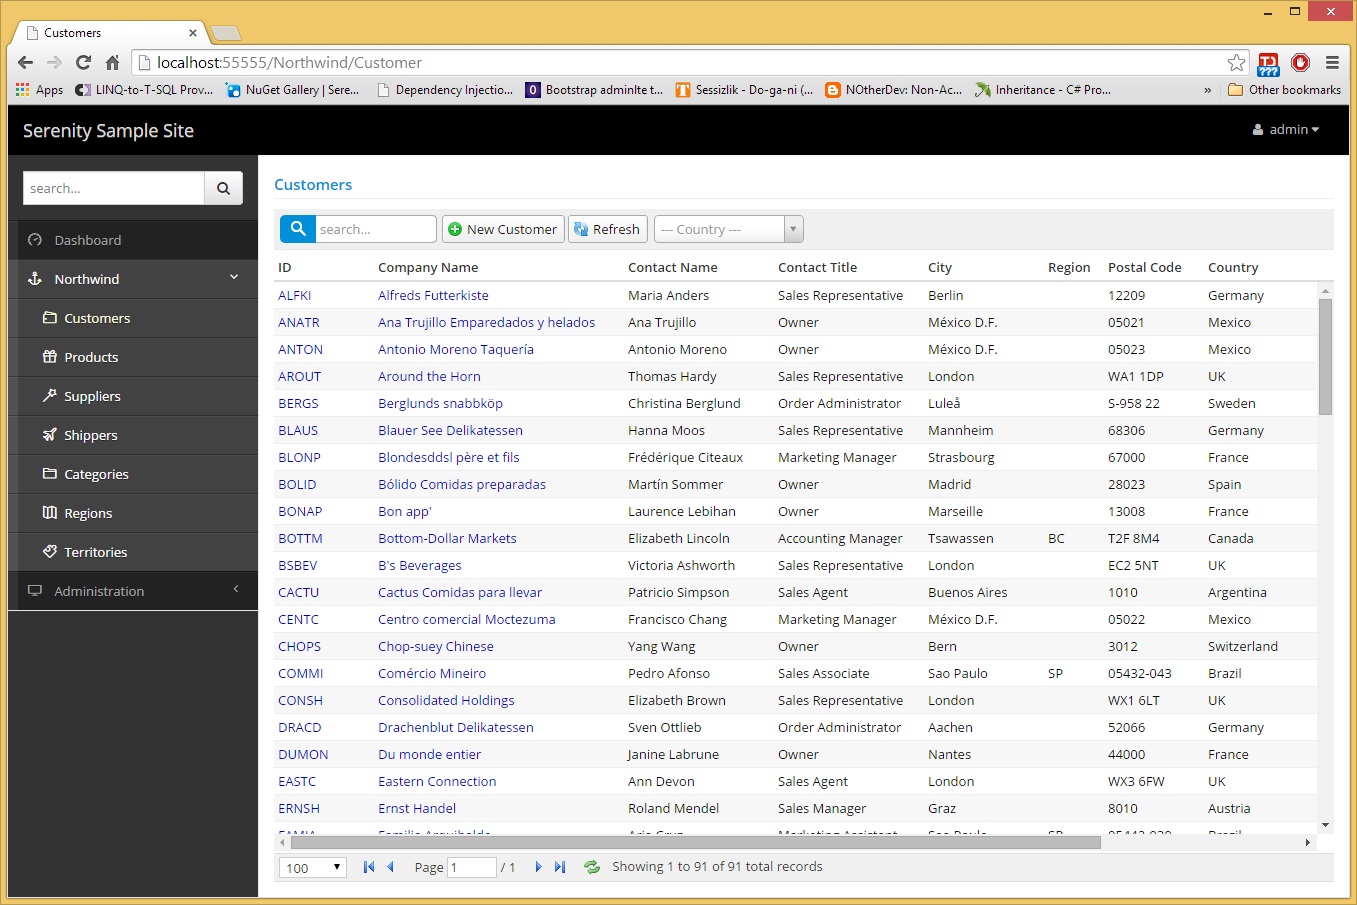 Customers
localhost:55555/Northwind/Customer
Apps LINQ-to-T-SQL Prov... NuGet Gallery | Sere... Dependency Injectio... Bootstrap adminlte t... Sessizlik - Do-ga-ni (... NOtherDev: Non-Ac... Inheritance - C# Pro... » Other bookmarks
Serenity Sample Site
admin
search...
Dashboard
Northwind
Customers
Products
Suppliers
Shippers
Categories
Regions
Territories
Administration
Customers
search... New Customer Refresh --- Country ---
ID Company Name Contact Name Contact Title City Region Postal Code Country
ALFKI Alfreds Futterkiste Maria Anders Sales Representative Berlin 12209 Germany
ANATR Ana Trujillo Emparedados y helados Ana Trujillo Owner México D.F. 05021 Mexico
ANTON Antonio Moreno Taquería Antonio Moreno Owner México D.F. 05023 Mexico
AROUT Around the Horn Thomas Hardy Sales Representative London WA1 1DP UK
BERGS Berglunds snabbköp Christina Berglund Order Administrator Luleå S-958 22 Sweden
BLAUS Blauer See Delikatessen Hanna Moos Sales Representative Mannheim 68306 Germany
BLONP Blondesddsl père et fils Frédérique Citeaux Marketing Manager Strasbourg 67000 France
BOLID Bólido Comidas preparadas Martín Sommer Owner Madrid 28023 Spain
BONAP Bon app' Laurence Lebihan Owner Marseille 13008 France
BOTTM Bottom-Dollar Markets Elizabeth Lincoln Accounting Manager Tsawassen BC T2F 8M4 Canada
BSBEV B's Beverages Victoria Ashworth Sales Representative London EC2 5NT UK
CACTU Cactus Comidas para llevar Patricio Simpson Sales Agent Buenos Aires 1010 Argentina
CENTC Centro comercial Moctezuma Francisco Chang Marketing Manager México D.F. 05022 Mexico
CHOPS Chop-suey Chinese Yang Wang Owner Bern 3012 Switzerland
COMMI Comércio Mineiro Pedro Afonso Sales Associate Sao Paulo SP 05432-043 Brazil
CONSH Consolidated Holdings Elizabeth Brown Sales Representative London WX1 6LT UK
DRACD Drachenblut Delikatessen Sven Ottlieb Order Administrator Aachen 52066 Germany
DUMON Du monde entier Janine Labrune Owner Nantes 44000 France
EASTC Eastern Connection Ann Devon Sales Agent London WX3 6FW UK
ERNSH Ernst Handel Roland Mendel Sales Manager Graz 8010 Austria
100 Page 1 / 1 Showing 1 to 91 of 91 total records